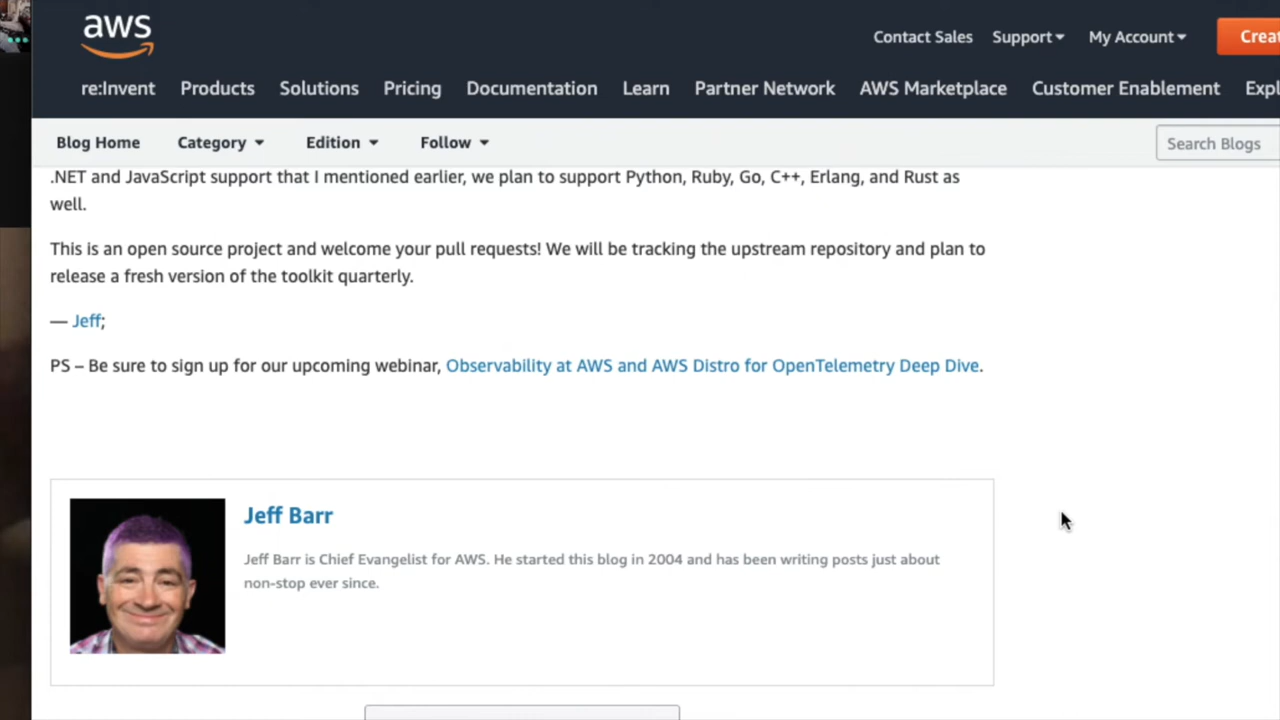 aws
Contact Sales Support My Account Creat
re:Invent Products Solutions Pricing Documentation Learn Partner Network AWS Marketplace Customer Enablement Expl
Blog Home Category Edition Follow Search Blogs
.NET and JavaScript support that I mentioned earlier, we plan to support Python, Ruby, Go, C++, Erlang, and Rust as
well.
This is an open source project and welcome your pull requests! We will be tracking the upstream repository and plan to
release a fresh version of the toolkit quarterly.
— Jeff;
PS – Be sure to sign up for our upcoming webinar, Observability at AWS and AWS Distro for OpenTelemetry Deep Dive.
Jeff Barr
Jeff Barr is Chief Evangelist for AWS. He started this blog in 2004 and has been writing posts just about
non-stop ever since.